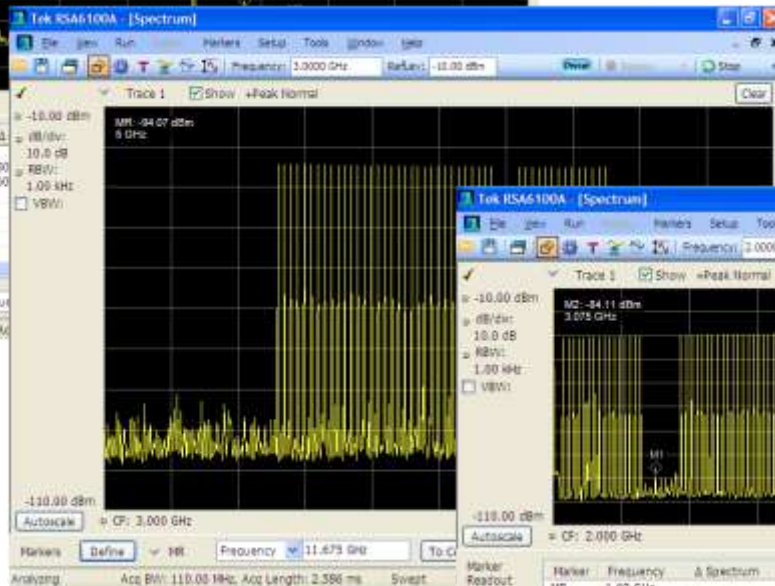 Tek RSA6100A - [Spectrum]
File View Run Markers Setup Tools Window Help
Frequency: 3.0000 GHz RefLev: -10.00 dBm Stop
Trace 1 Show +Peak Normal Clear
-10.00 dBm
dB/div:
10.0 dB
RBW:
1.00 kHz
VBW:
MR: -94.07 dBm
5 GHz
-110.00 dBm
Autoscale CF: 3.000 GHz
Markers Define MR Frequency 11.675 GHz
Analyzing Acq BW: 110.00 MHz, Acq Length: 2.386 ms Swept
Tek RSA6100A - [Spectrum]
File View Run Markers Setup
Frequency: 2.0000
Trace 1 Show +Peak Normal
-10.00 dBm
dB/div:
10.0 dB
RBW:
1.00 kHz
VBW:
M2: -84.11 dBm
3.075 GHz
M1
-110.00 dBm
Autoscale CF: 2.000 GHz
Marker
Readout
Marker Frequency Δ Spectrum